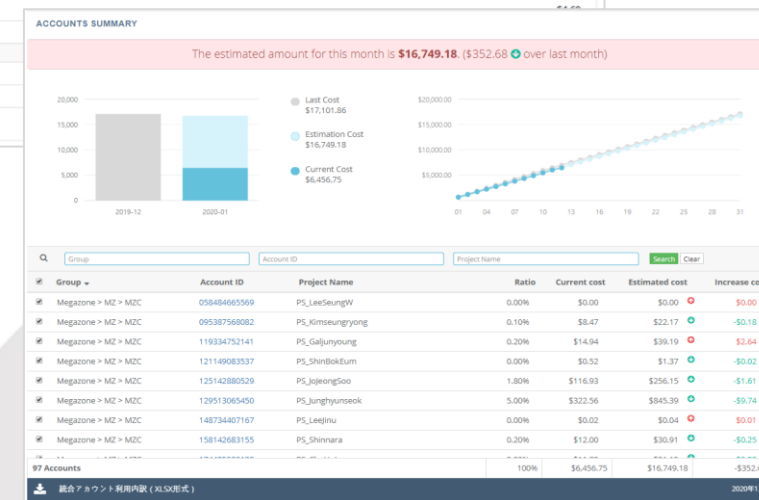 ACCOUNTS SUMMARY
The estimated amount for this month is $16,749.18. ($352.68 over last month)
20,000
15,000
10,000
5,000
0
2019-12 2020-01
Last Cost
$17,101.86
Estimation Cost
$16,749.18
Current Cost
$6,456.75
$20,000.00
$15,000.00
$10,000.00
$5,000.00
01 04 07 10 13 16 19 22 25 28 31
Group Account ID Project Name Search Clear
Group Account ID Project Name Ratio Current cost Estimated cost Increase co
Megazone > MZ > MZC 058484665569 PS_LeeSeungW 0.00% $0.00 $0.00 $0.00
Megazone > MZ > MZC 095387568082 PS_Kimseungryong 0.10% $8.47 $22.17 -$0.18
Megazone > MZ > MZC 119334752141 PS_Galjunyoung 0.20% $14.94 $39.19 $2.64
Megazone > MZ > MZC 121149083537 PS_ShinBokEum 0.00% $0.52 $1.37 -$0.02
Megazone > MZ > MZC 125142880529 PS_JoJeongSoo 1.80% $116.93 $256.15 -$1.61
Megazone > MZ > MZC 129513065450 PS_Junghyunseok 5.00% $322.56 $845.39 -$9.74
Megazone > MZ > MZC 148734407167 PS_LeeJinu 0.00% $0.02 $0.04 $0.01
Megazone > MZ > MZC 158142683155 PS_Shinnara 0.20% $12.00 $30.91 -$0.25
97 Accounts 100% $6,456.75 $16,749.18 -$352.
統合アカウント利用内訳 ( XLSX形式 ) 2020年1